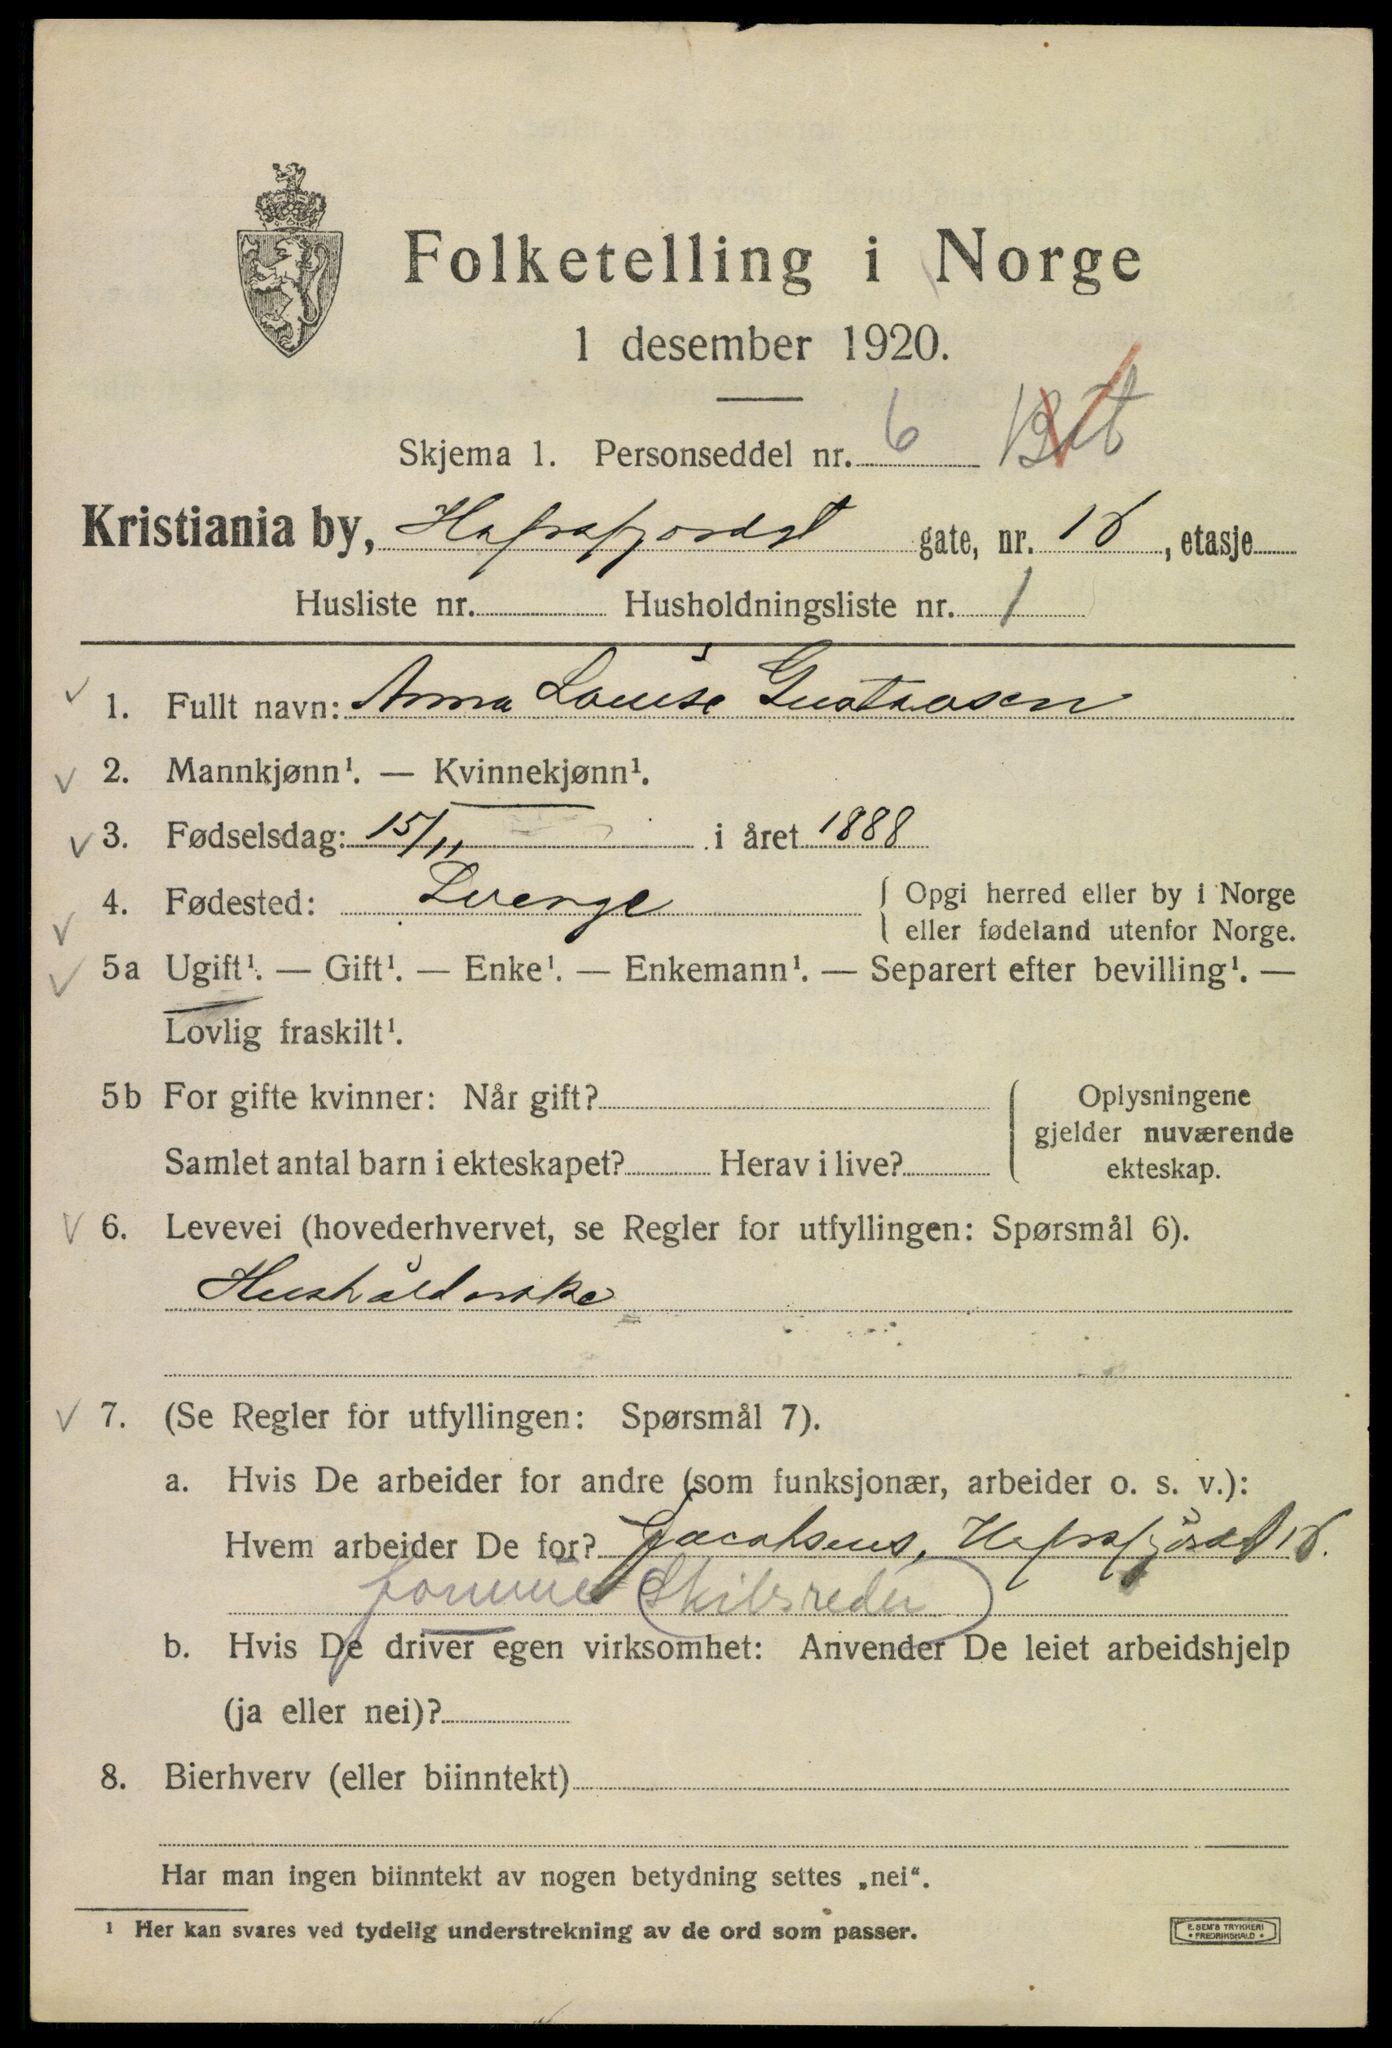 Folketelling i Norge
1 desember 1920.
Skjema 1. Personseddel nr. 6
Kristiania by, Hafrsfjordgt gate, nr. 16, etasje
Husliste nr. Husholdningsliste nr. 1
1. Fullt navn: Anna Louise Gustavsen
2. Mannkjønn¹. — Kvinnekjønn¹.
3. Fødselsdag: 15/11 i året 1888
4. Fødested: Sverige { Opgi herred eller by i Norge
eller fødeland utenfor Norge.
5a Ugift¹. — Gift¹. — Enke¹. — Enkemann¹. — Separert efter bevilling¹. —
Lovlig fraskilt¹.
5b For gifte kvinner: Når gift?
Samlet antal barn i ekteskapet? Herav i live?
{ Oplysningene
gjelder nuværende
ekteskap.
6. Levevei (hovederhvervet, se Regler for utfyllingen: Spørsmål 6).
7. (Se Regler for utfyllingen: Spørsmål 7).
a. Hvis De arbeider for andre (som funksjonær, arbeider o. s. v.):
Hvem arbeider De for? Jacobsens, 16.
Skibsreder
b. Hvis De driver egen virksomhet: Anvender De leiet arbeidshjelp
(ja eller nei)?
8. Bierhverv (eller biinntekt)
Har man ingen biinntekt av nogen betydning settes „nei“.
¹ Her kan svares ved tydelig understrekning av de ord som passer.
E. SEM'S TRYKKERI
• FREDRIKSHALD •